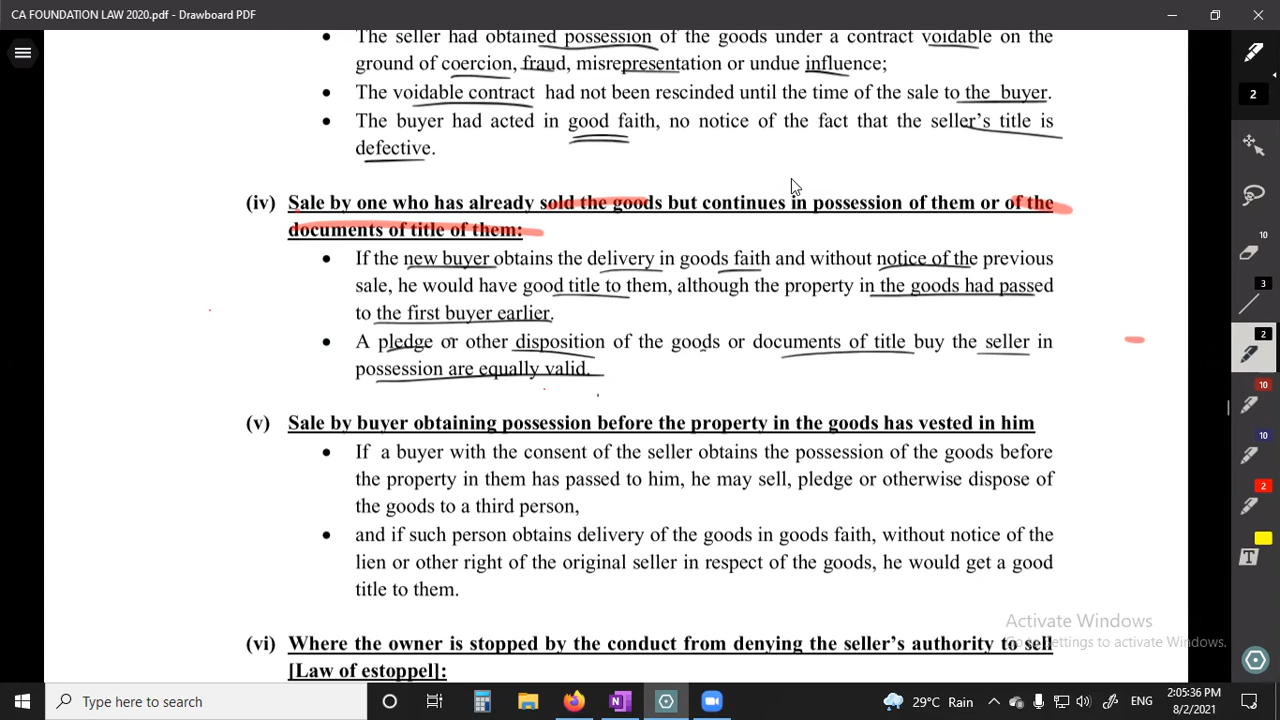 CA FOUNDATION LAW 2020.pdf - Drawboard PDF
• The seller had obtained possession of the goods under a contract voidable on the
ground of coercion, fraud, misrepresentation or undue influence;
2
• The voidable contract had not been rescinded until the time of the sale to the buyer.
• The buyer had acted in good faith, no notice of the fact that the seller's title is
defective.
(iv) Sale by one who has already sold the goods but continues in possession of them or of the
documents of title of them:
10
• If the new buyer obtains the delivery in goods faith and without notice of the previous
sale, he would have good title to them, although the property in the goods had passed
3
to the first buyer earlier.
2
• A pledge or other disposition of the goods or documents of title buy the seller in
possession are equally valid.
10
(v) Sale by buyer obtaining possession before the property in the goods has vested in him
10
• If a buyer with the consent of the seller obtains the possession of the goods before
the property in them has passed to him, he may sell, pledge or otherwise dispose of
2
the goods to a third person,
• and if such person obtains delivery of the goods in goods faith, without notice of the
lien or other right of the original seller in respect of the goods, he would get a good
T
title to them.
Activate Windows
Go to Settings to activate Windows.
(vi) Where the owner is stopped by the conduct from denying the seller's authority to sell
[Law of estoppel]:
Type here to search
29°C Rain
ENG
2:05:36 PM
8/2/2021